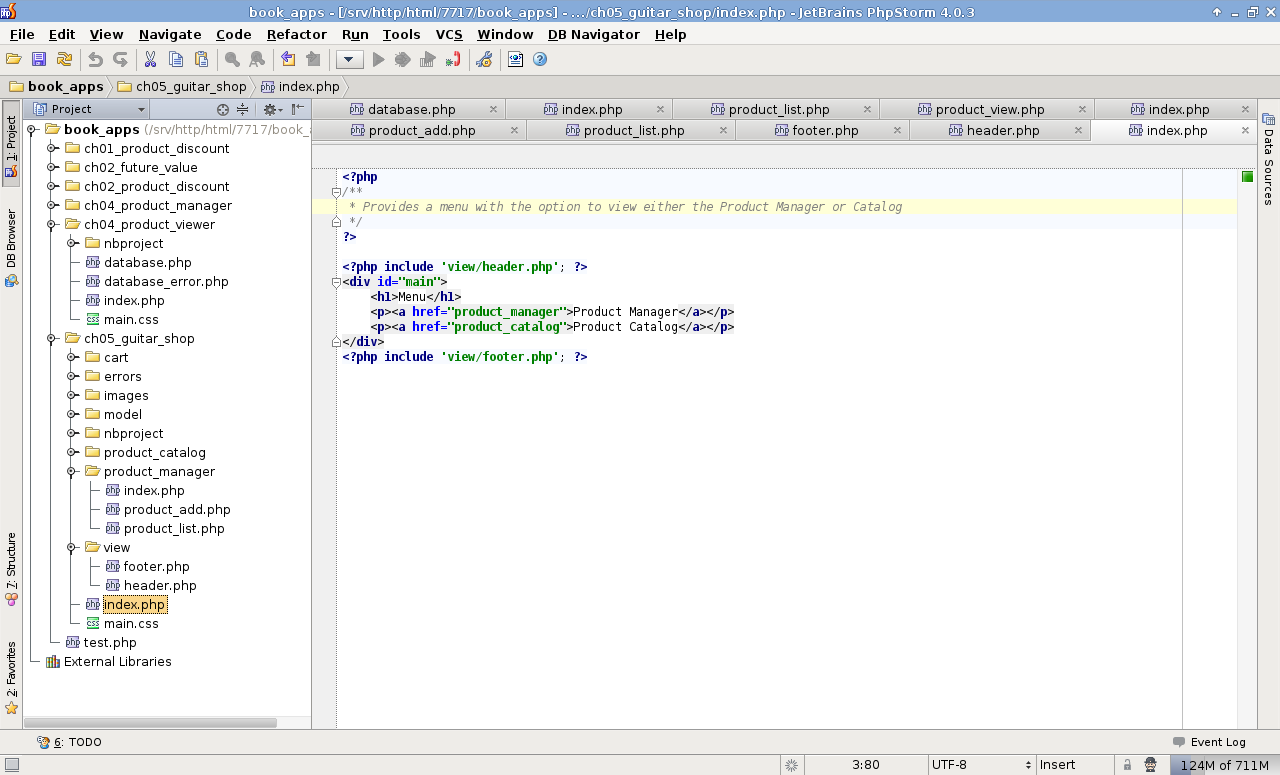 book_apps - [/srv/http/html/7717/book_apps] - .../ch05_guitar_shop/index.php - JetBrains PhpStorm 4.0.3
File Edit View Navigate Code Refactor Run Tools VCS Window DB Navigator Help
book_apps ch05_guitar_shop index.php
Project
database.php index.php product_list.php product_view.php index.php
product_add.php product_list.php footer.php header.php index.php
1: Project
DB Browser
7: Structure
2: Favorites
book_apps (/srv/http/html/7717/book_
ch01_product_discount
ch02_future_value
ch02_product_discount
ch04_product_manager
ch04_product_viewer
nbproject
database.php
database_error.php
index.php
main.css
ch05_guitar_shop
cart
errors
images
model
nbproject
product_catalog
product_manager
index.php
product_add.php
product_list.php
view
footer.php
header.php
index.php
main.css
test.php
External Libraries
<?php
/**
* Provides a menu with the option to view either the Product Manager or Catalog
*/
?>
<?php include 'view/header.php'; ?>
<div id="main">
<h1>Menu</h1>
<p><a href="product_manager">Product Manager</a></p>
<p><a href="product_catalog">Product Catalog</a></p>
</div>
<?php include 'view/footer.php'; ?>
Data Sources
6: TODO
Event Log
3:80 UTF-8 Insert 124M of 711M